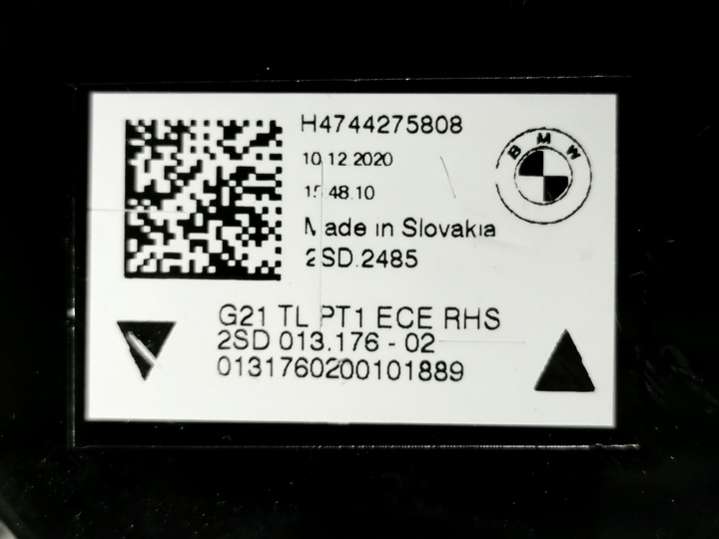 H4744275808
10.12 2020
48.10
Made in Slovakia
2SD.2485
BMW
G21 TL PT1 ECE RHS
2SD 013.176 - 02
0131760200101889